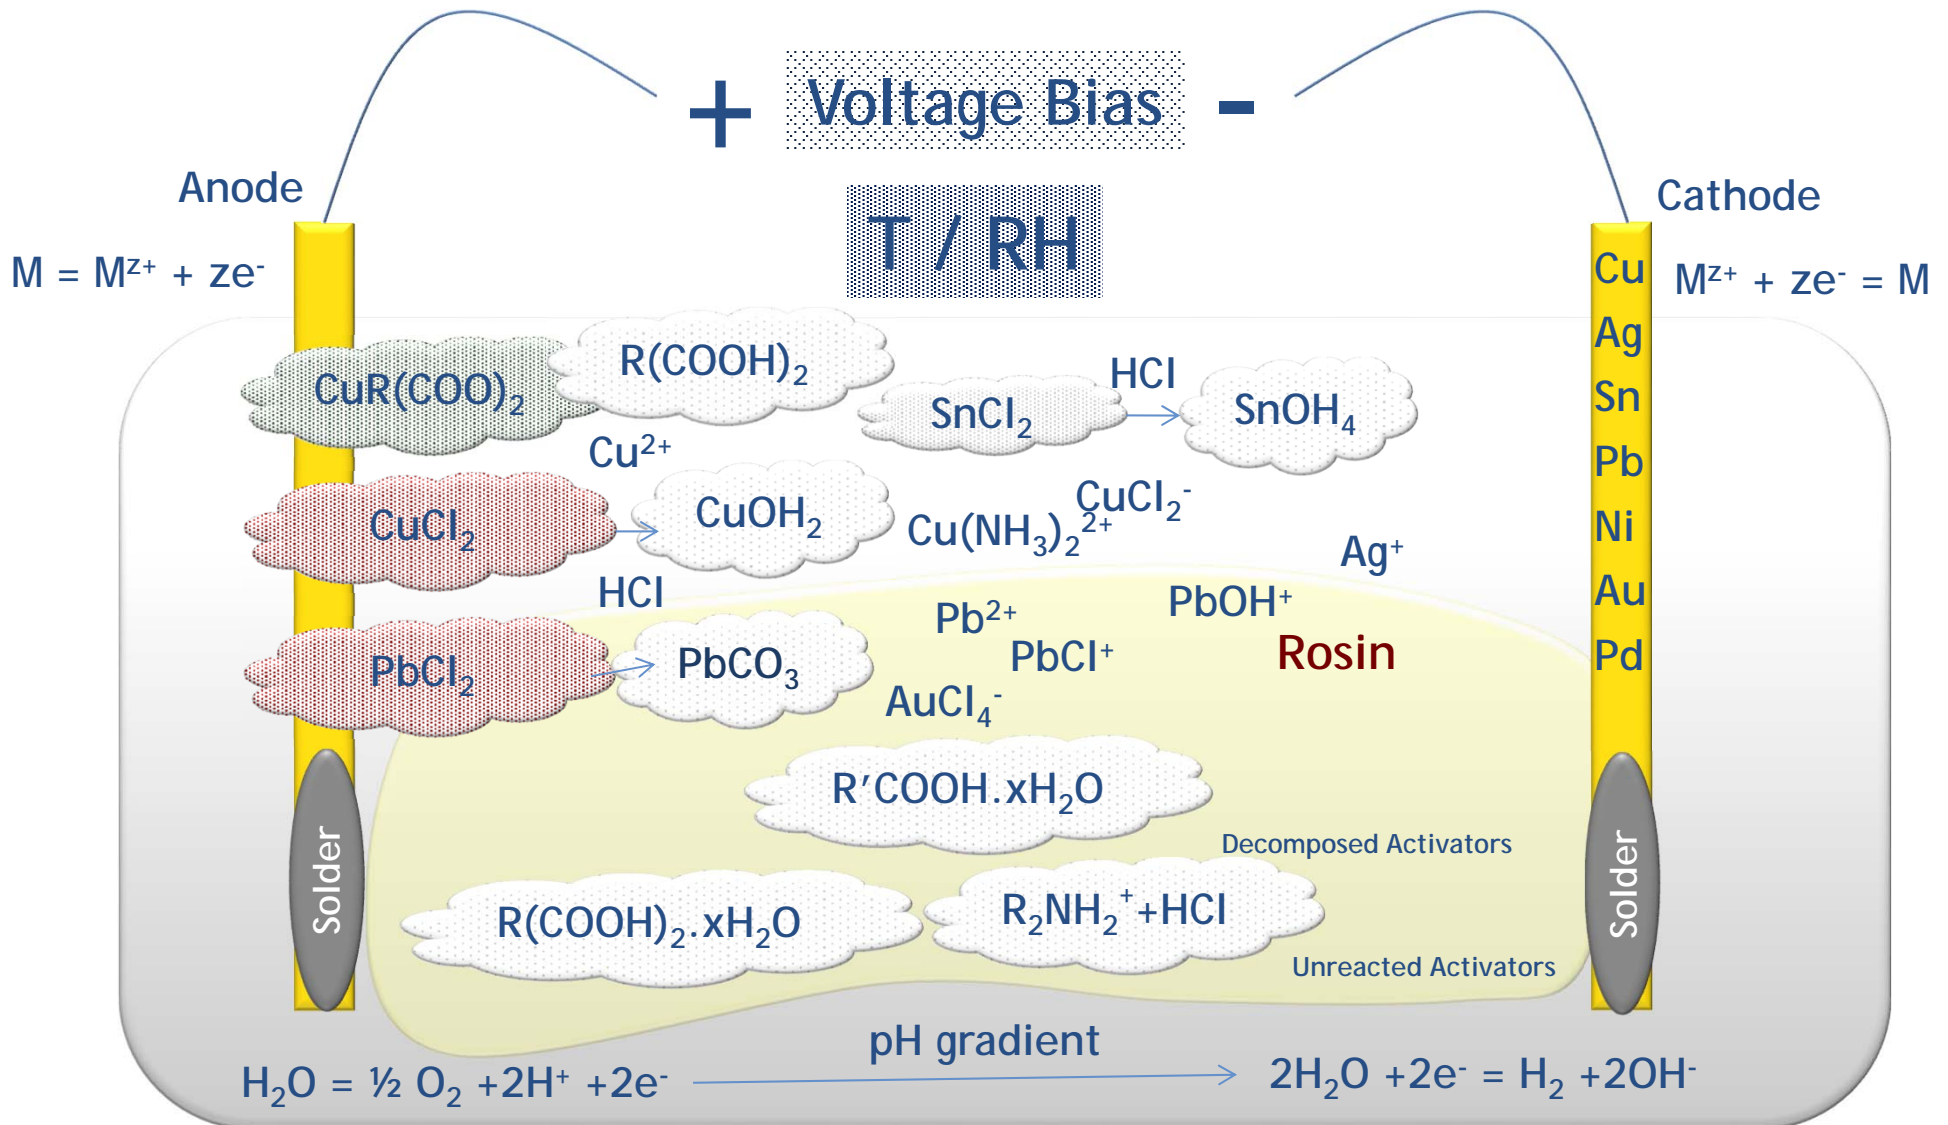 + Voltage Bias -
Anode
T / RH
Cathode
M = Mᶻ⁺ + ze⁻
M�ᶻ⁺ + ze⁻ = M
Cu
Ag
Sn
Pb
Ni
Au
Pd
CuR(COO)₂
R(COOH)₂
SnCl₂
HCl
SnOH₄
Cu²⁺
CuCl₂
CuOH₂
Cu(NH₃)₂²⁺
CuCl₂⁻
Ag⁺
HCl
PbCl₂
PbCO₃
Pb²⁺
PbOH⁺
PbCl⁺
Rosin
AuCl₄⁻
R'COOH.xH₂O
Decomposed Activators
R(COOH)₂.xH₂O
R₂NH₂⁺+HCl
Unreacted Activators
Solder
Solder
pH gradient
H₂O = ½ O₂ +2H⁺ +2e⁻
2H₂O +2e⁻ = H₂ +2OH⁻